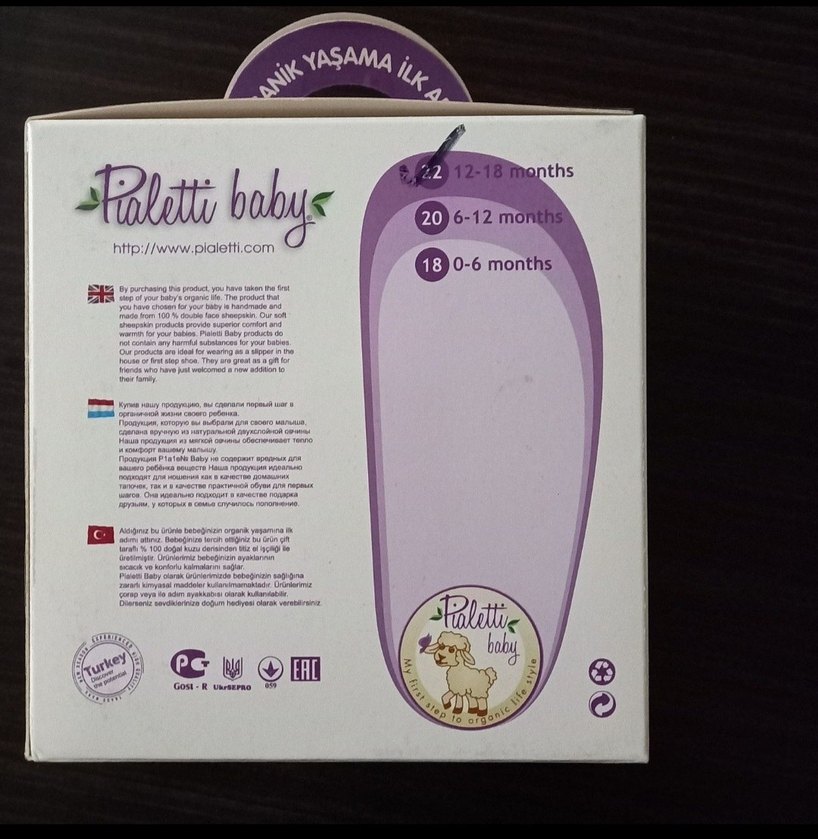 ANİK YAŞAMA İLK A
Pialetti baby
http://www.pialetti.com
By purchasing this product, you have taken the first
step of your baby's organic life. The product that
you have chosen for your baby is handmade and
made from 100 % double face sheepskin. Our soft
sheepskin products provide superior comfort and
warmth for your babies. Pialetti Baby products do
not contain any harmful substances for your babies.
Our products are ideal for wearing as a slipper in the
house or first step shoe. They are great as a gift for
friends who have just welcomed a new addition to
their family.
Купив нашу продукцию, вы сделали первый шаг в
органичной жизни своего ребенка.
Продукция, которую вы выбрали для своего малыша,
сделана вручную из натуральной двухслойной овчины
Наша продукция из мягкой овчины обеспечивает тепло
и комфорт вашему малышу.
Продукция P1a1e№ Baby не содержит вредных для
вашего ребёнка веществ Наша продукция идеально
подходят для ношения как в качестве домашних
тапочек, так и в качестве практичной обуви для первых
шагов. Она идеально подходит в качестве подарка
друзьям, у которых в семье случилось пополнение.
Aldığınız bu ürünle bebeğinizin organik yaşamına ilk
adımı attınız. Bebeğinize tercih ettiğiniz bu ürün çift
taraflı % 100 doğal kuzu derisinden titiz el işçiliği ile
üretilmiştir. Ürünlerimiz bebeğinizin ayaklarının
sıcacık ve konforlu kalmalarını sağlar.
Pialetti Baby olarak ürünlerimizde bebeğinizin sağlığına
zararlı kimyasal maddeler kullanılmamaktadır. Ürünlerimiz
çorap veya ile adım ayakkabısı olarak kullanılabilir.
Dilerseniz sevdiklerinize doğum hediyesi olarak verebilirsiniz.
Turkey
Discover
the potential
РСТ
Gost - R
UkrSEPRO
059
EAC
22 12-18 months
20 6-12 months
18 0-6 months
Pialetti
baby
My first step to organic life style